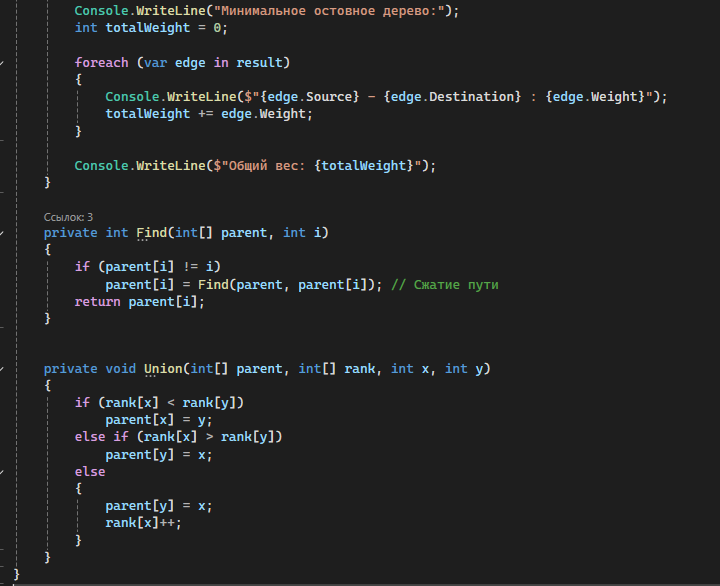 Console.WriteLine("Минимальное остовное дерево:");
int totalWeight = 0;
foreach (var edge in result)
{
Console.WriteLine($"{edge.Source} - {edge.Destination} : {edge.Weight}");
totalWeight += edge.Weight;
}
Console.WriteLine($"Общий вес: {totalWeight}");
}
Ссылок: 3
private int Find(int[] parent, int i)
{
if (parent[i] != i)
parent[i] = Find(parent, parent[i]); // Сжатие пути
return parent[i];
}
private void Union(int[] parent, int[] rank, int x, int y)
{
if (rank[x] < rank[y])
parent[x] = y;
else if (rank[x] > rank[y])
parent[y] = x;
else
{
parent[y] = x;
rank[x]++;
}
}
}